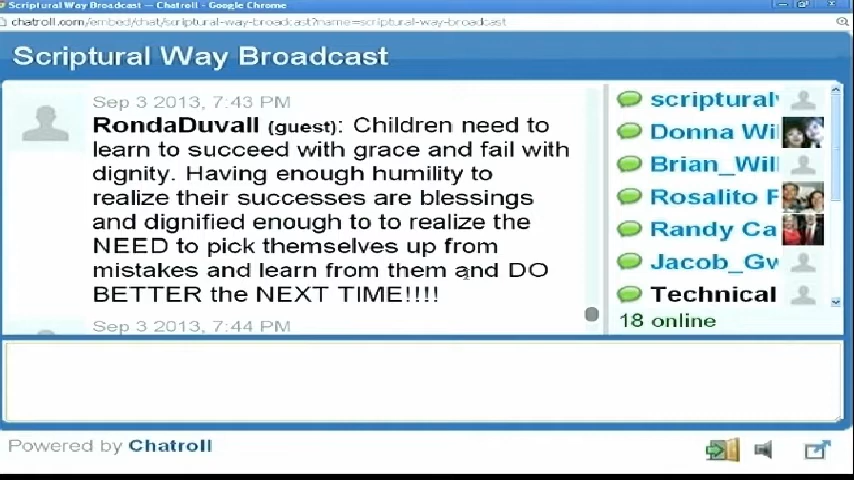 Scriptural Way Broadcast — Chatroll - Google Chrome
chatroll.com/embed/chat/scriptural-way-broadcast?name=scriptural-way-broadcast
Scriptural Way Broadcast
Sep 3 2013, 7:43 PM
RondaDuvall (guest): Children need to
learn to succeed with grace and fail with
dignity. Having enough humility to
realize their successes are blessings
and dignified enough to to realize the
NEED to pick themselves up from
mistakes and learn from them and DO
BETTER the NEXT TIME!!!!
Sep 3 2013, 7:44 PM
scriptural
Donna Wi
Brian_Wil
Rosalito F
Randy Ca
Jacob_Gw
Technical
18 online
Powered by Chatroll